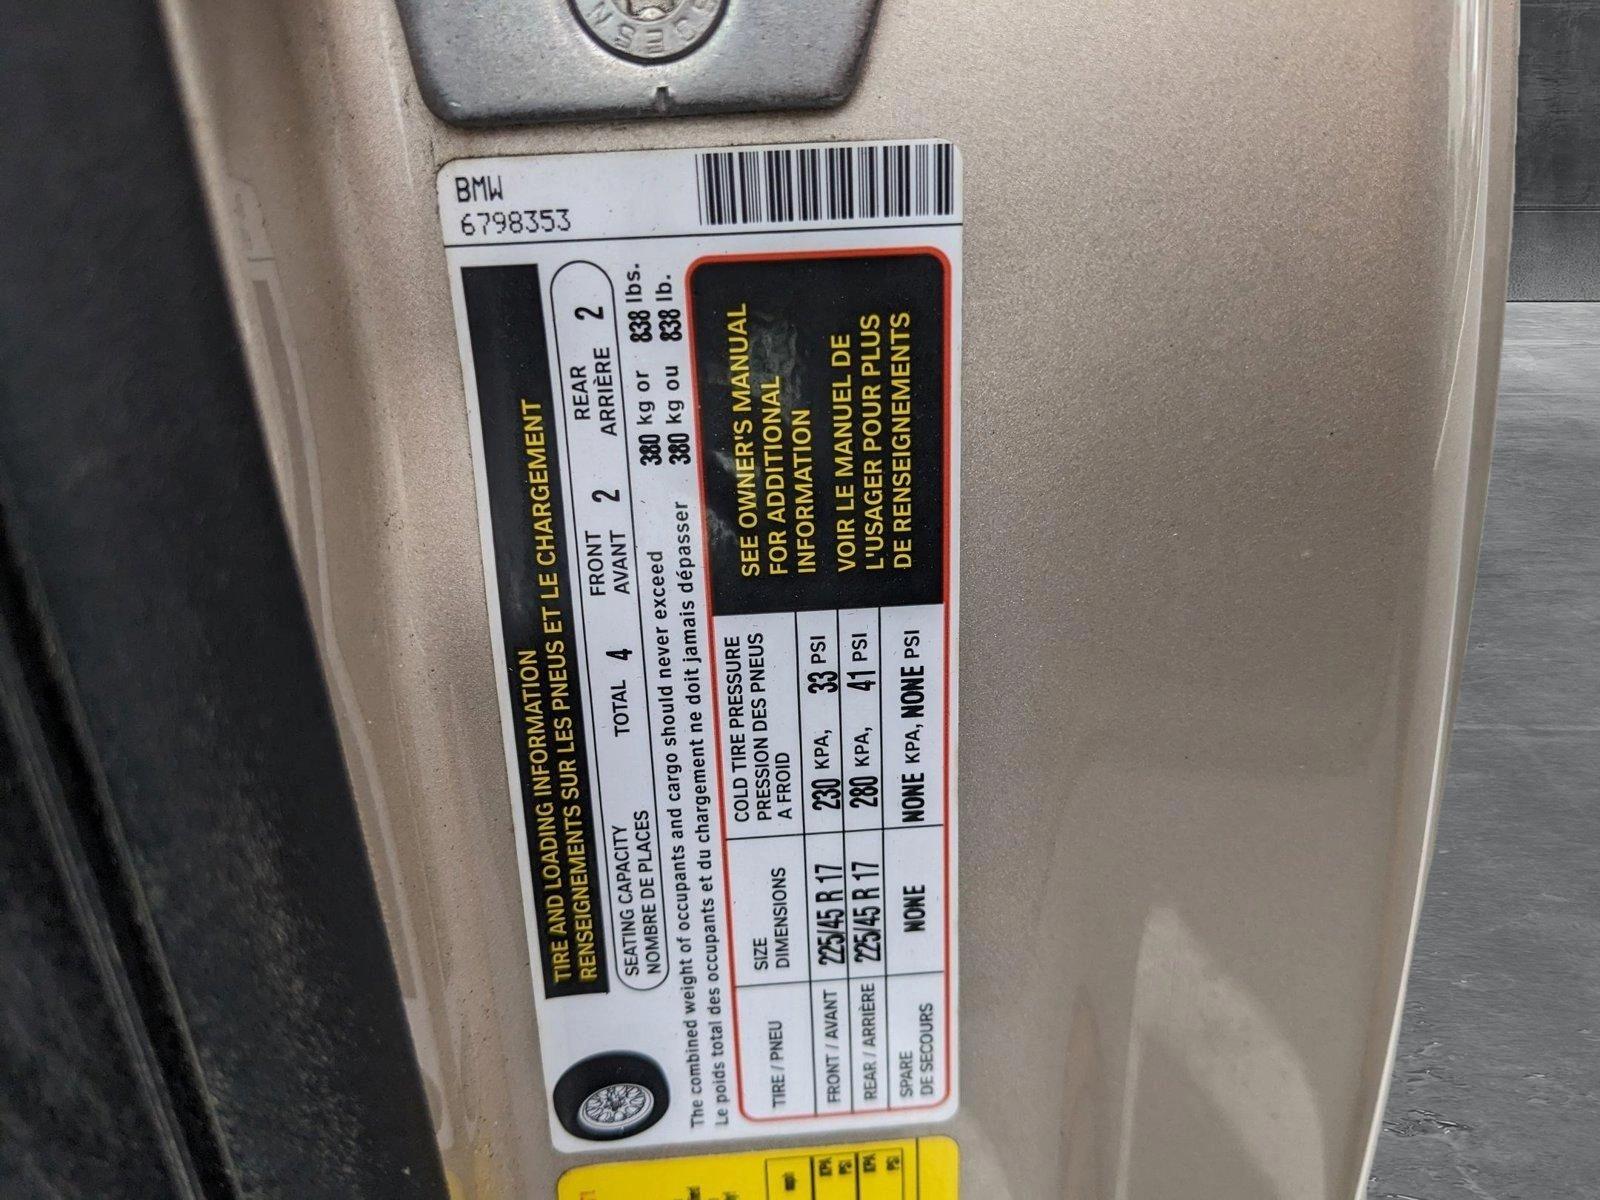 BMW
6798353
TIRE AND LOADING INFORMATION
RENSEIGNEMENTS SUR LES PNEUS ET LE CHARGEMENT
SEATING CAPACITY
NOMBRE DE PLACES
TOTAL 4
FRONT
AVANT 2
REAR
ARRIÈRE 2
The combined weight of occupants and cargo should never exceed 380 kg or 838 lbs.
Le poids total des occupants et du chargement ne doit jamais dépasser 380 kg ou 838 lb.
TIRE / PNEU
SIZE
DIMENSIONS
COLD TIRE PRESSURE
PRESSION DES PNEUS
A FROID
FRONT / AVANT 225/45 R 17 230 KPA, 33 PSI
REAR / ARRIÈRE 225/45 R 17 280 KPA, 41 PSI
SPARE
DE SECOURS
NONE NONE KPA, NONE PSI
SEE OWNER'S MANUAL
FOR ADDITIONAL
INFORMATION
VOIR LE MANUEL DE
L'USAGER POUR PLUS
DE RENSEIGNEMENTS
KPA
PSI
KPA
PSI